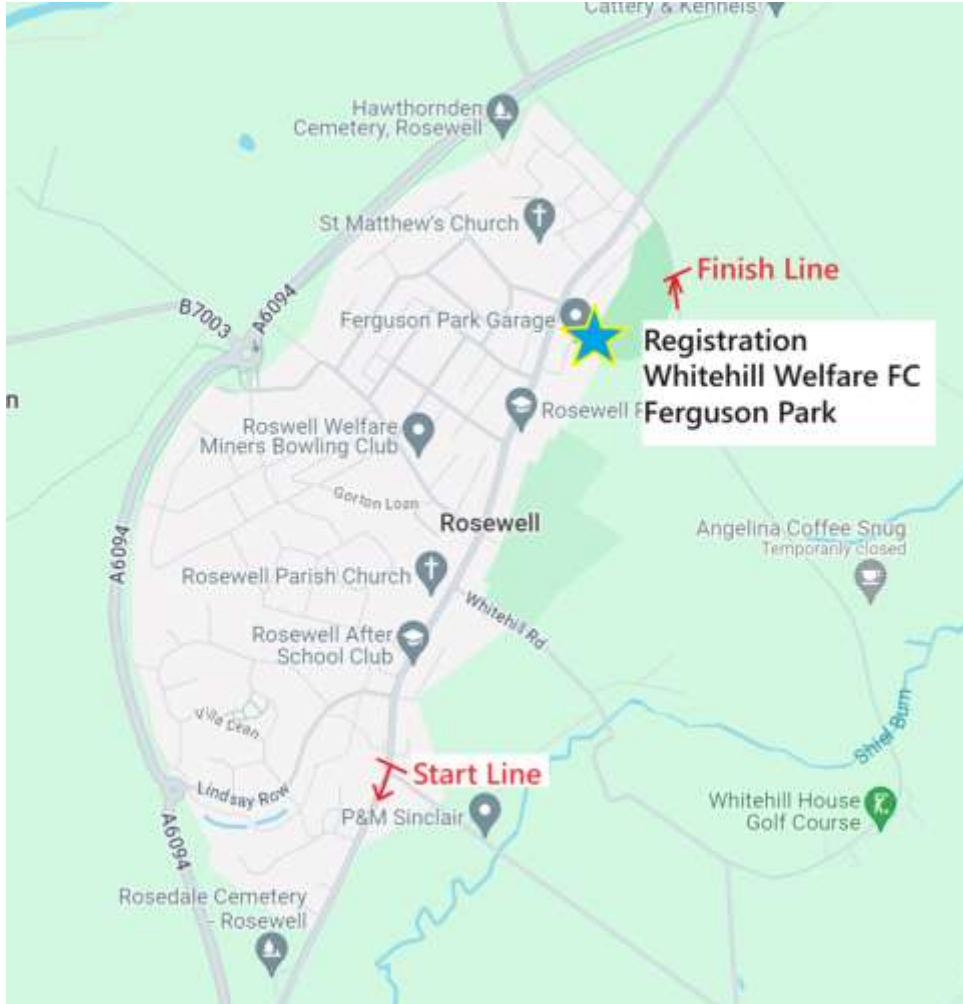 Cattery & Kennels
Hawthornden
Cemetery, Rosewell
St Matthew's Church
Finish Line
B7003
A6094
Ferguson Park Garage
Registration
Whitehill Welfare FC
Ferguson Park
n
Rosewell
Roswell Welfare
Miners Bowling Club
Gorton Loan
Rosewell
A6094
Angelina Coffee Snug
Temporarily closed
Rosewell Parish Church
Whitehill Rd
Rosewell After
School Club
Villa Dean
Shiel Burn
Start Line
Lindsay Row
P&M Sinclair
Whitehill House
Golf Course
A6094
Rosedale Cemetery
- Rosewell